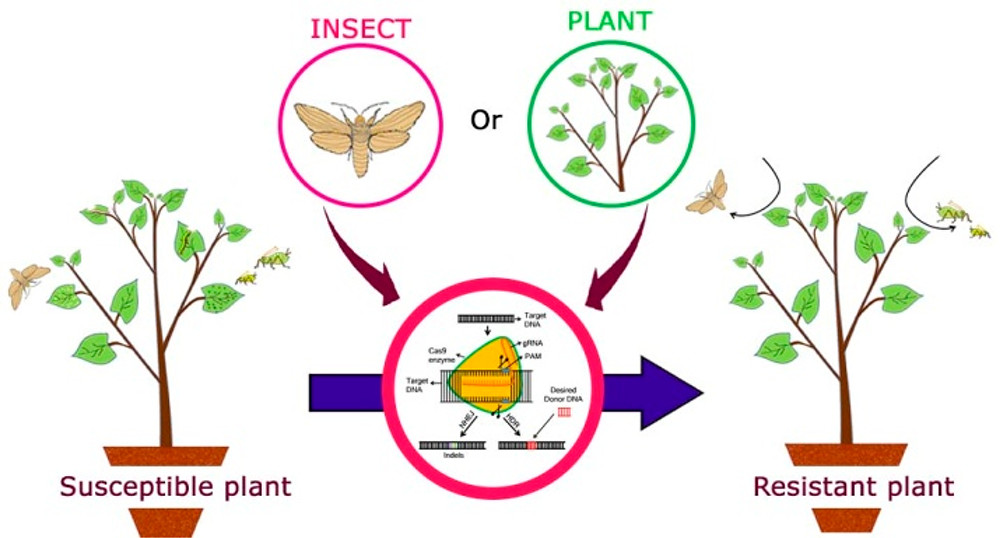 INSECT
Or
PLANT
Target
DNA
Cas9
enzyme
gRNA
PAM
Target
DNA
Desired
Donor DNA
NHEJ
HDR
Indels
Susceptible plant
Resistant plant